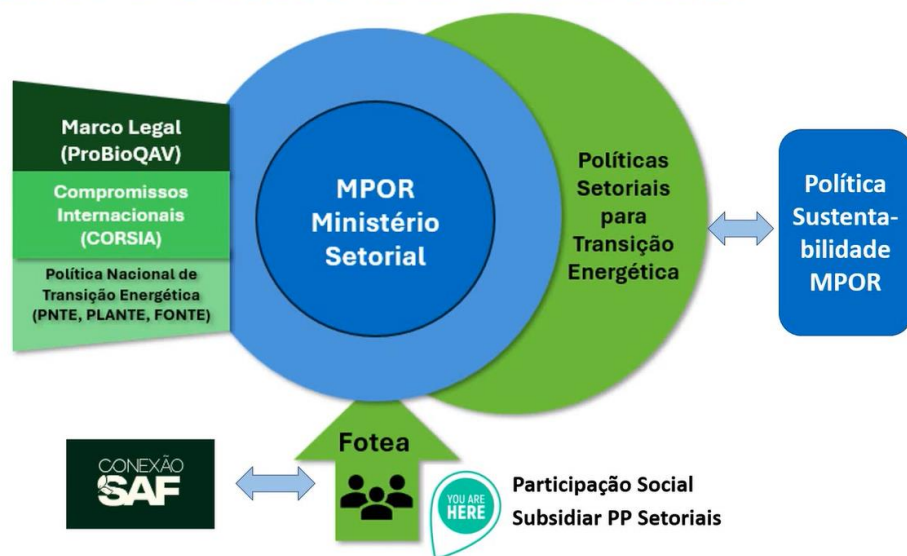 Marco Legal
(ProBioQAV)
Compromissos
Internacionais
(CORSIA)
Política Nacional de
Transição Energética
(PNTE, PLANTE, FONTE)
MPOR
Ministério
Setorial
Políticas
Setoriais
para
Transição
Energética
Política
Sustenta-
bilidade
MPOR
CONEXÃO
SAF
Fotea
YOU ARE
HERE
Participação Social
Subsidiar PP Setoriais